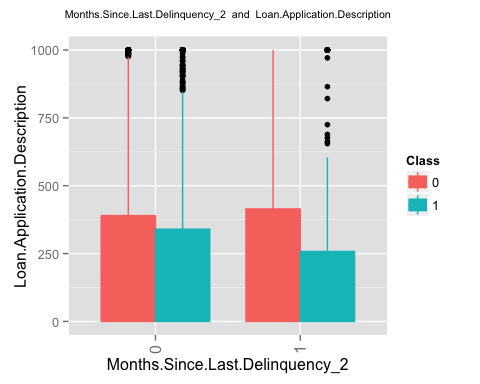 Months.Since.Last.Delinquency_2 and Loan.Application.Description
1000
750
500
250
0
Loan.Application.Description
0
1
Months.Since.Last.Delinquency_2
Class
0
1